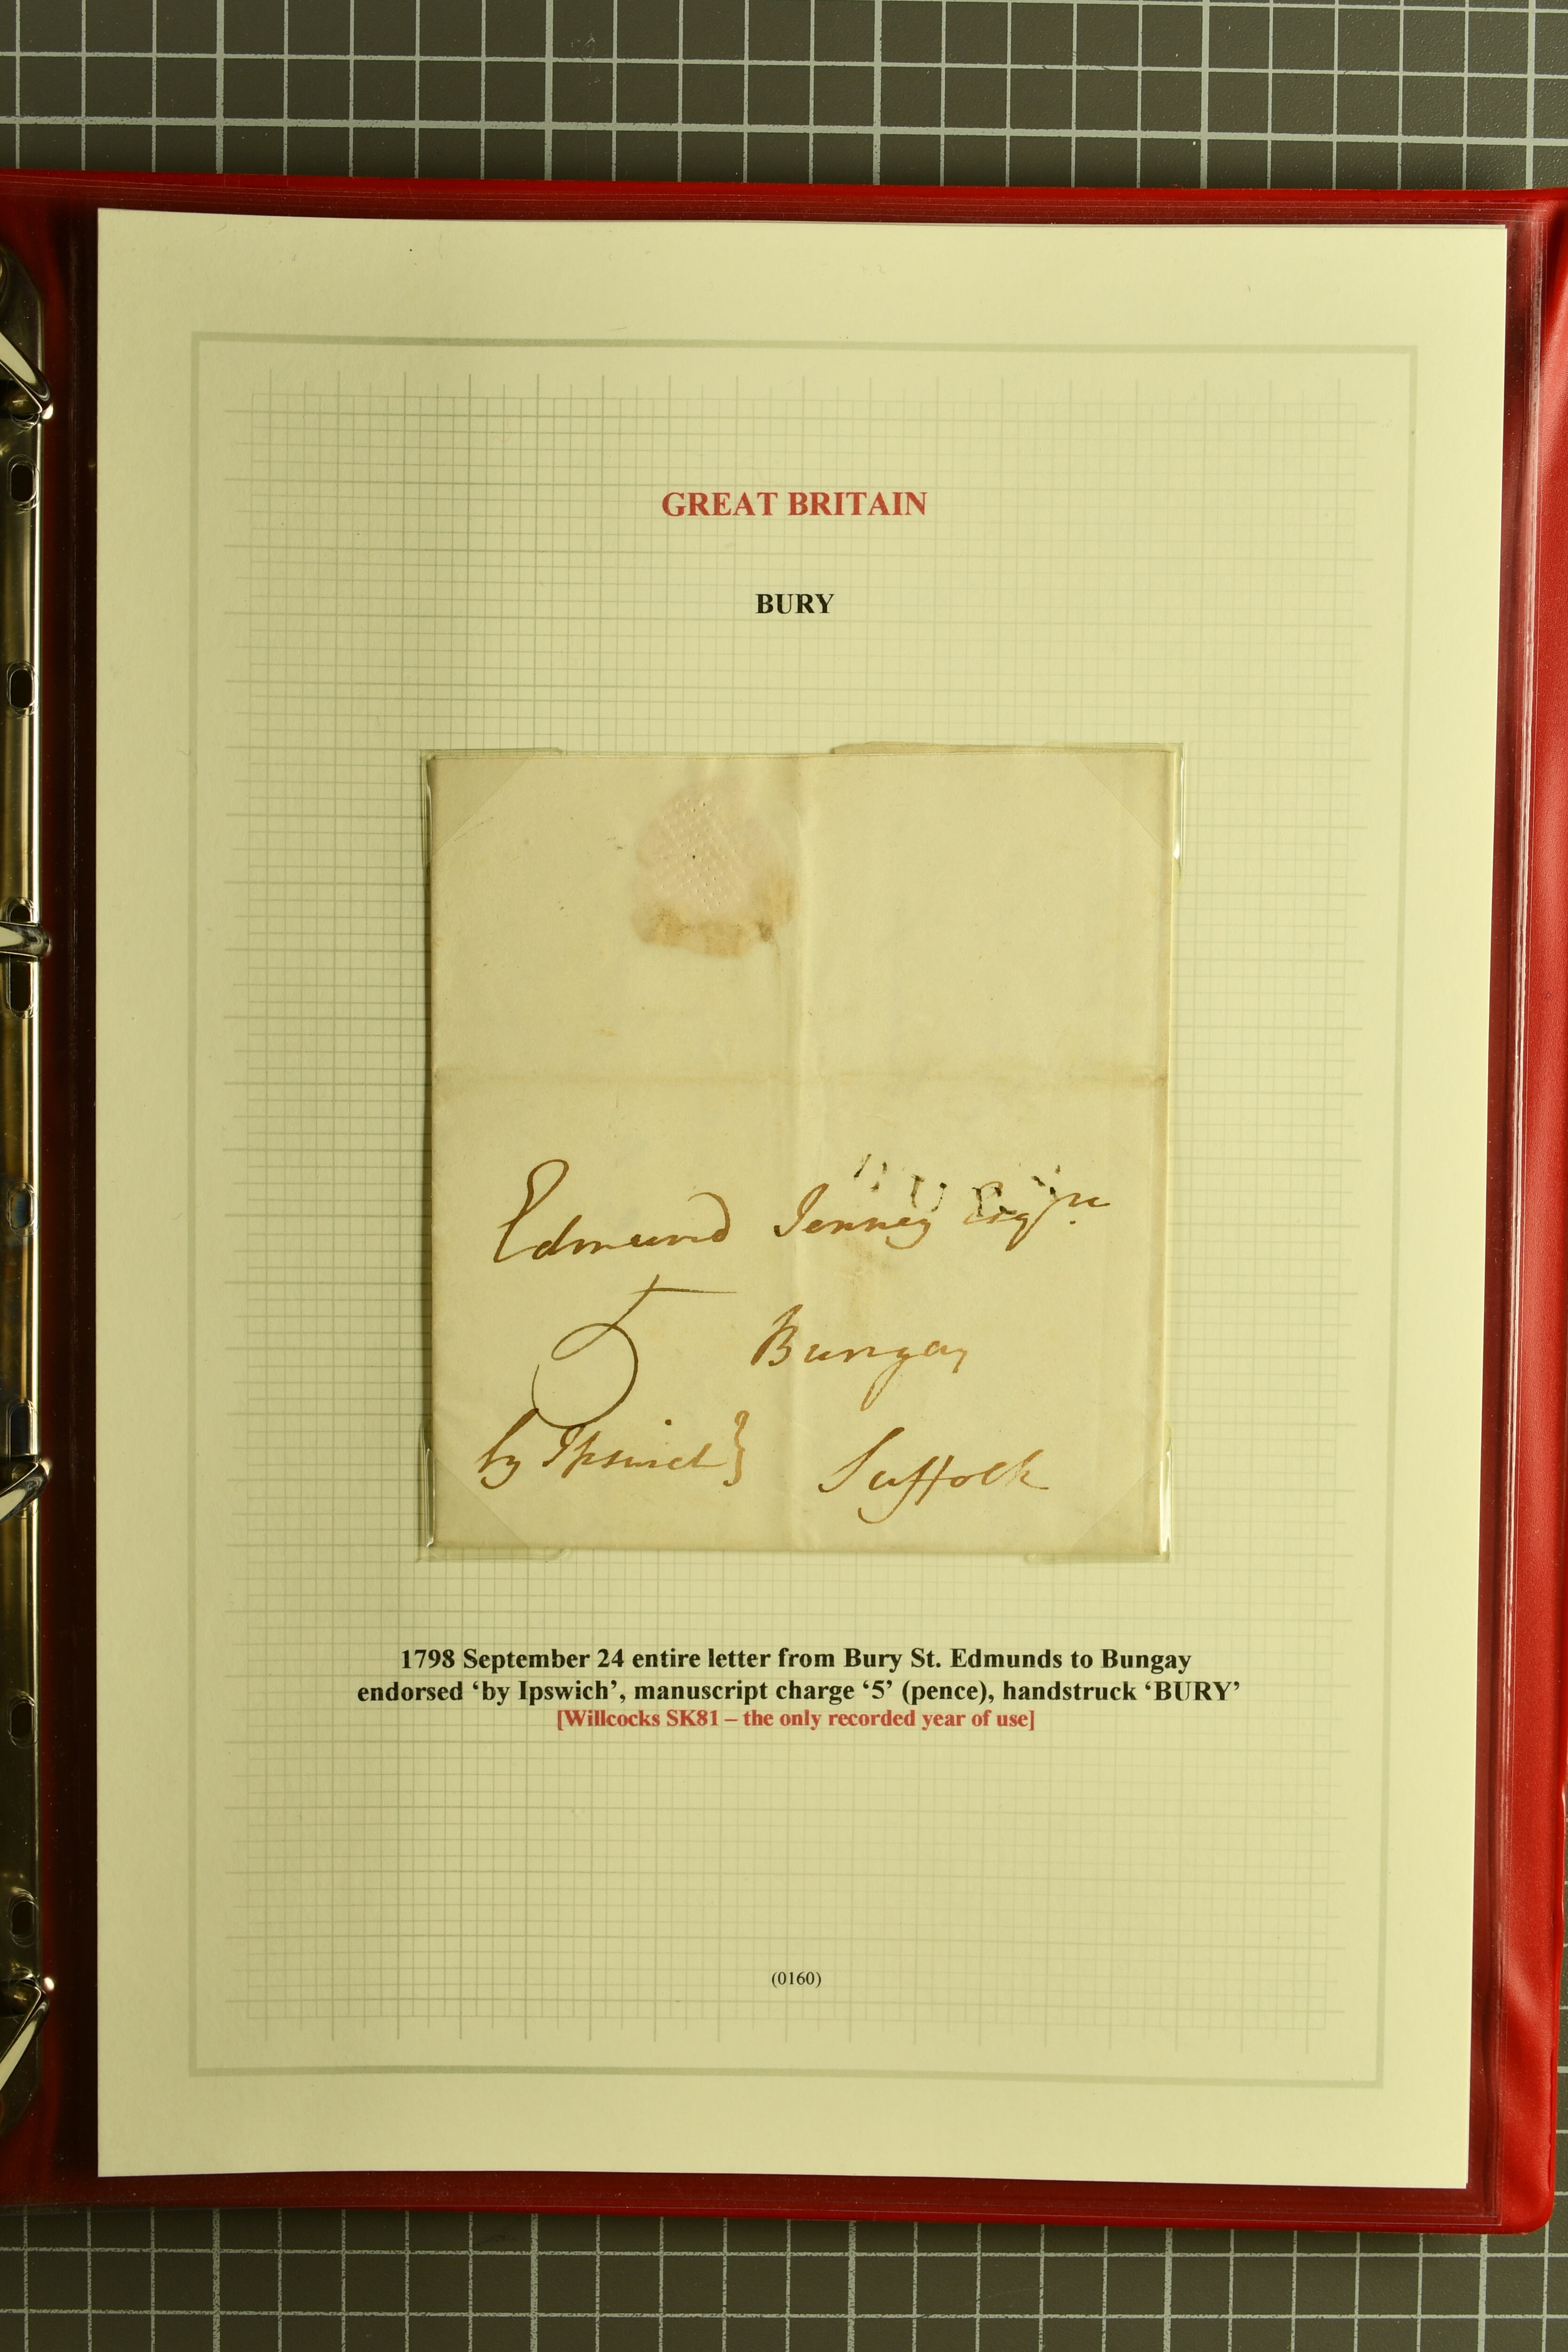 GREAT BRITAIN
BURY
BURY
Edmund Jenney Esqre
5 Bungay
by Ipswich} Suffolk
1798 September 24 entire letter from Bury St. Edmunds to Bungay
endorsed ‘by Ipswich’, manuscript charge ‘5’ (pence), handstruck ‘BURY’
[Willcocks SK81 – the only recorded year of use]
(0160)